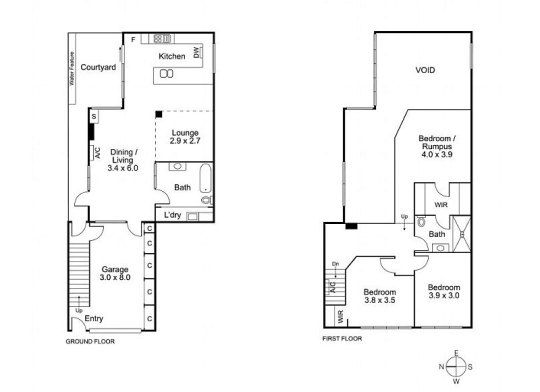 Water Feature
Courtyard
F
Kitchen
DW
S
A/C
Dining /
Living
3.4 x 6.0
Lounge
2.9 x 2.7
Bath
L'dry
Garage
3.0 x 8.0
C
C
C
C
C
Up
Entry
GROUND FLOOR
VOID
Bedroom /
Rumpus
4.0 x 3.9
WIR
Up
Bath
Dn
A/C
WIR
Bedroom
3.8 x 3.5
Bedroom
3.9 x 3.0
FIRST FLOOR
E
N
S
W